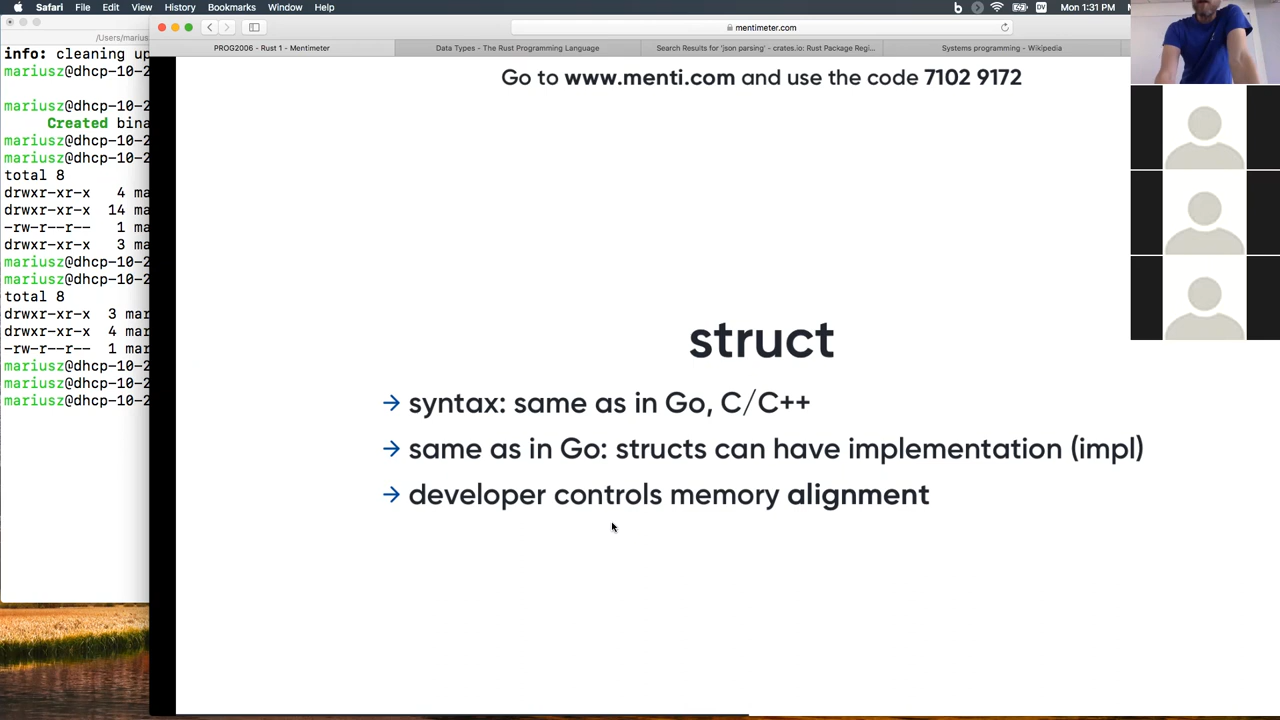 Safari File Edit View History Bookmarks Window Help
DV Mon 1:31 PM
/Users/marius
info: cleaning up
mariusz@dhcp-10-2
mariusz@dhcp-10-2
Created bina
mariusz@dhcp-10-2
mariusz@dhcp-10-2
total 8
drwxr-xr-x 4 ma
drwxr-xr-x 14 ma
-rw-r--r-- 1 ma
drwxr-xr-x 3 ma
mariusz@dhcp-10-2
mariusz@dhcp-10-2
total 8
drwxr-xr-x 3 mar
drwxr-xr-x 4 mar
-rw-r--r-- 1 mar
mariusz@dhcp-10-2
mariusz@dhcp-10-2
mariusz@dhcp-10-2
mentimeter.com
PROG2006 - Rust 1 - Mentimeter
Data Types - The Rust Programming Language
Search Results for 'json parsing' - crates.io: Rust Package Regi...
Systems programming - Wikipedia
Go to www.menti.com and use the code 7102 9172
struct
→ syntax: same as in Go, C/C++
→ same as in Go: structs can have implementation (impl)
→ developer controls memory alignment